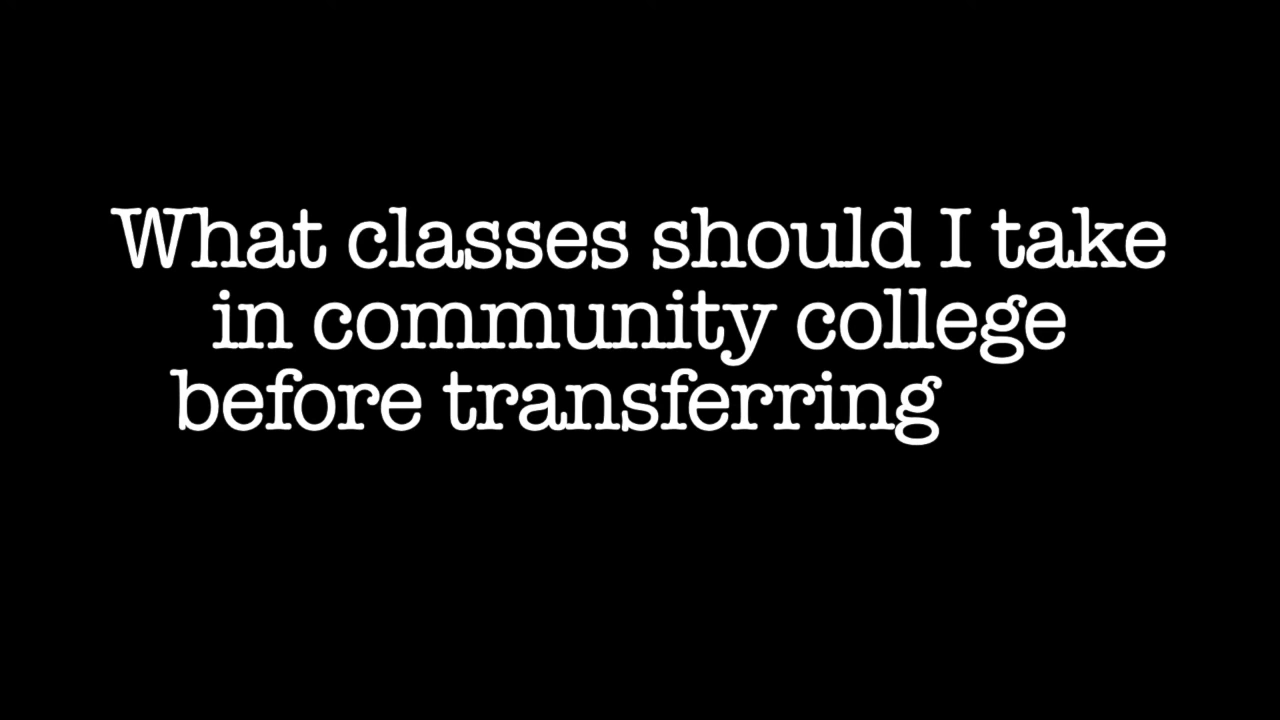 What classes should I take
in community college
before transferring